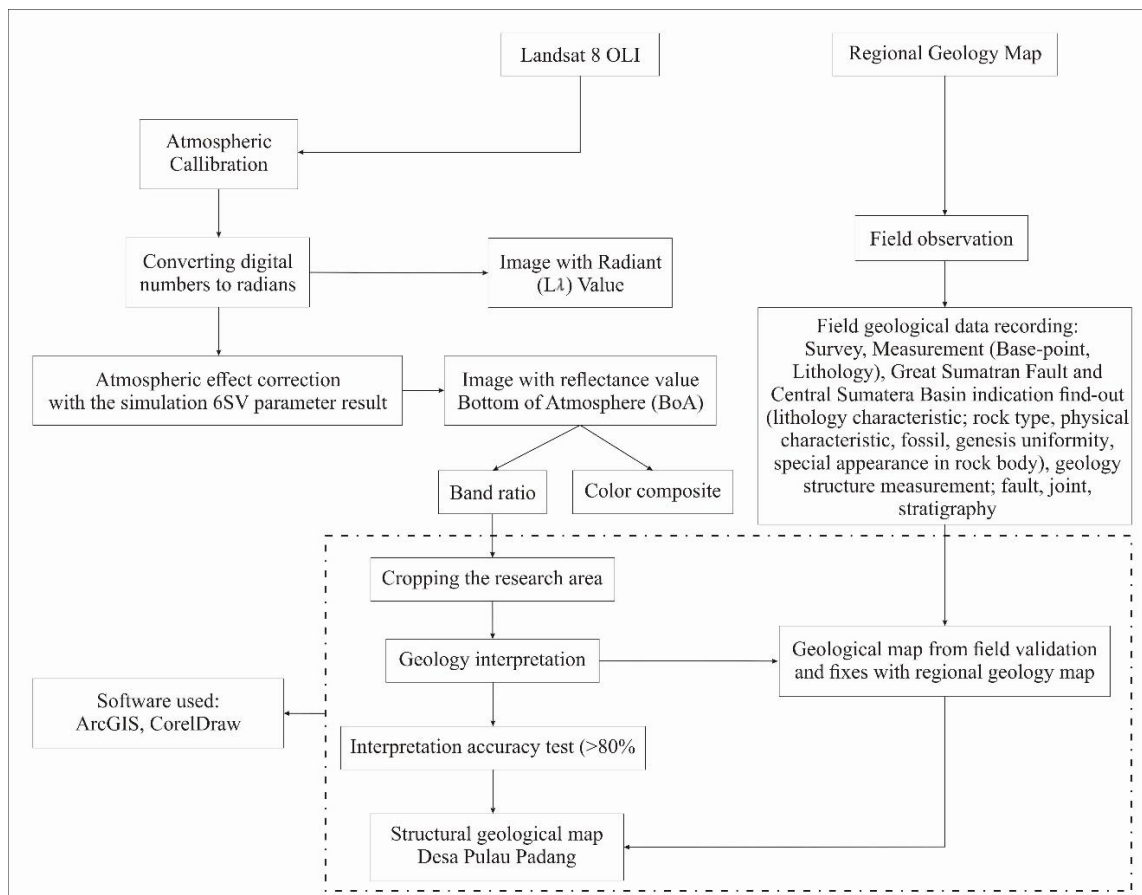 Landsat 8 OLI
Regional Geology Map
Atmospheric
Callibration
Field observation
Converting digital
numbers to radians
Image with Radiant
(Lλ) Value
Field geological data recording:
Survey, Measurement (Base-point,
Lithology), Great Sumatran Fault and
Central Sumatera Basin indication find-out
(lithology characteristic; rock type, physical
characteristic, fossil, genesis uniformity,
special appearance in rock body), geology
structure measurement; fault, joint,
stratigraphy
Atmospheric effect correction
with the simulation 6SV parameter result
Image with reflectance value
Bottom of Atmosphere (BoA)
Band ratio
Color composite
Cropping the research area
Geology interpretation
Geological map from field validation
and fixes with regional geology map
Software used:
ArcGIS, CorelDraw
Interpretation accuracy test (>80%
Structural geological map
Desa Pulau Padang